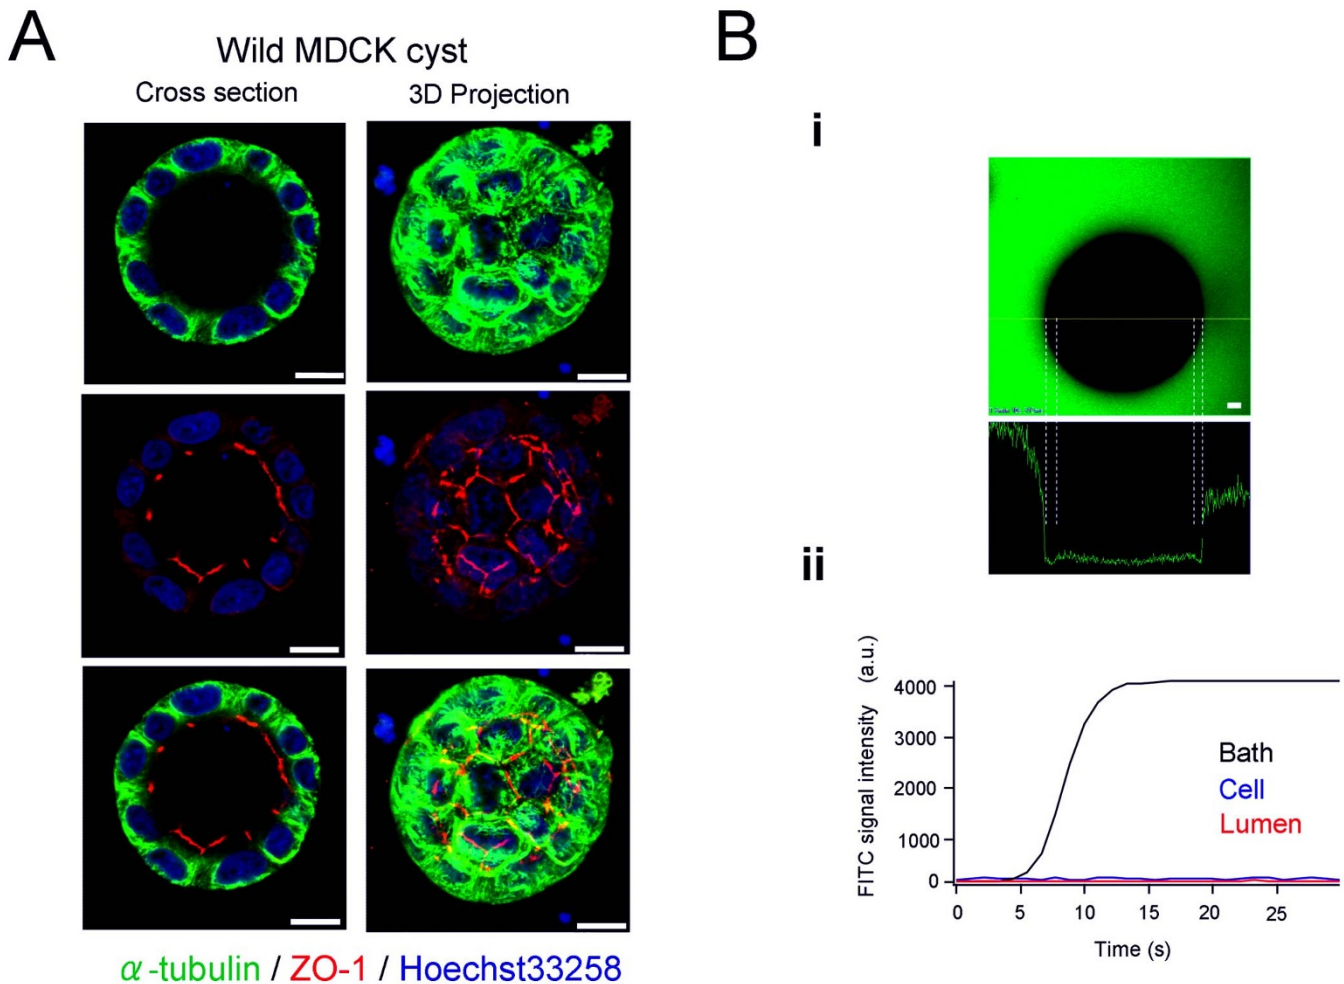 A
Wild MDCK cyst
Cross section
3D Projection
α-tubulin / ZO-1 / Hoechst33258
B
i
ii
FITC signal intensity (a.u.)
4000
3000
2000
1000
0
Bath
Cell
Lumen
0 5 10 15 20 25
Time (s)